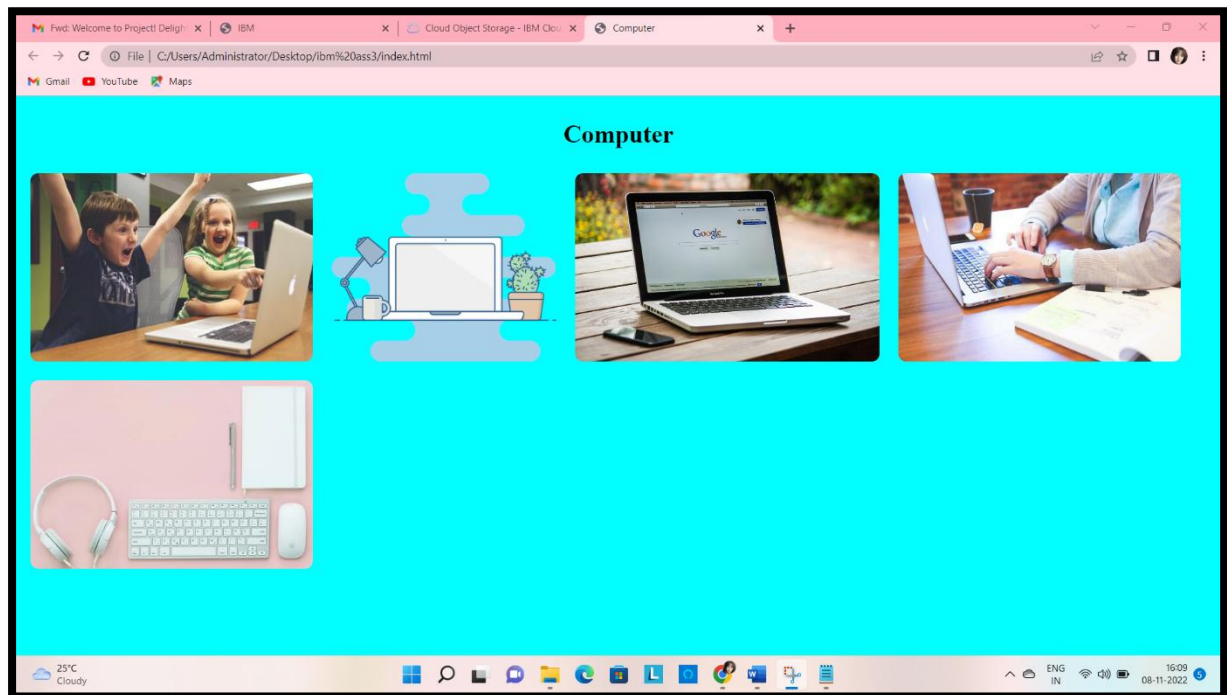 Fwd: Welcome to Project! Deligh
IBM
Cloud Object Storage - IBM Clou
Computer
File
C:/Users/Administrator/Desktop/ibm%20ass3/index.html
Gmail
YouTube
Maps
Computer
Google
25°C
Cloudy
ENG
IN
16:09
08-11-2022
5